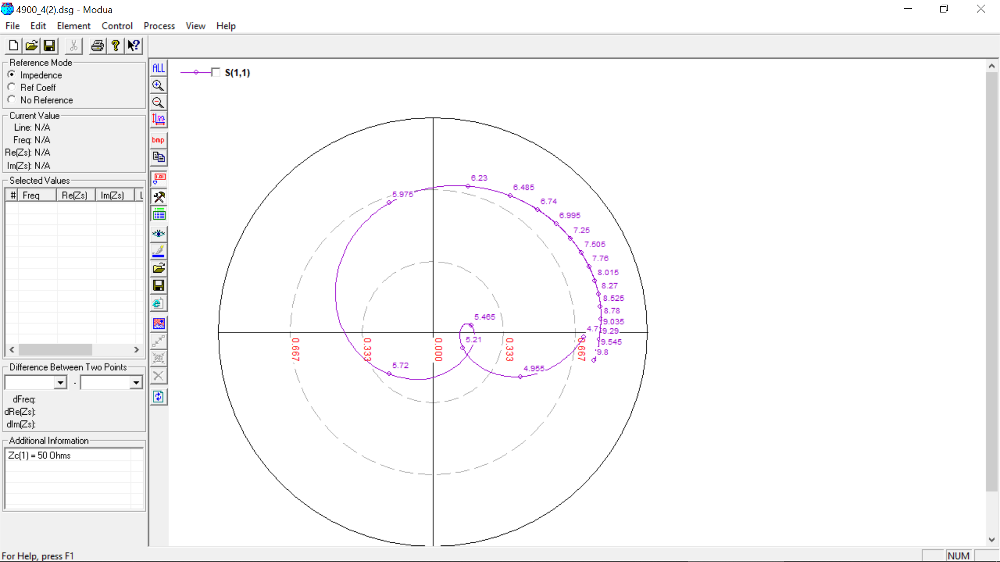 4900_4(2).dsg - Modua
File Edit Element Control Process View Help
Reference Mode
Impedence
Ref Coeff
No Reference
Current Value
Line: N/A
Freq: N/A
Re(Zs): N/A
Im(Zs): N/A
Selected Values
# Freq Re(Zs) Im(Zs) L
Difference Between Two Points
-
dFreq:
dRe(Zs):
dIm(Zs):
Additional Information
Zc(1) = 50 Ohms
ALL
bmp
1.01
S(1,1)
6.23
6.485
5.975
6.74
6.995
7.25
7.505
7.76
8.015
8.27
8.525
8.78
5.465
9.035
4.7
9.29
5.21
9.545
0.667
0.333
0.000
0.333
0.667
9.8
5.72
4.955
For Help, press F1
NUM